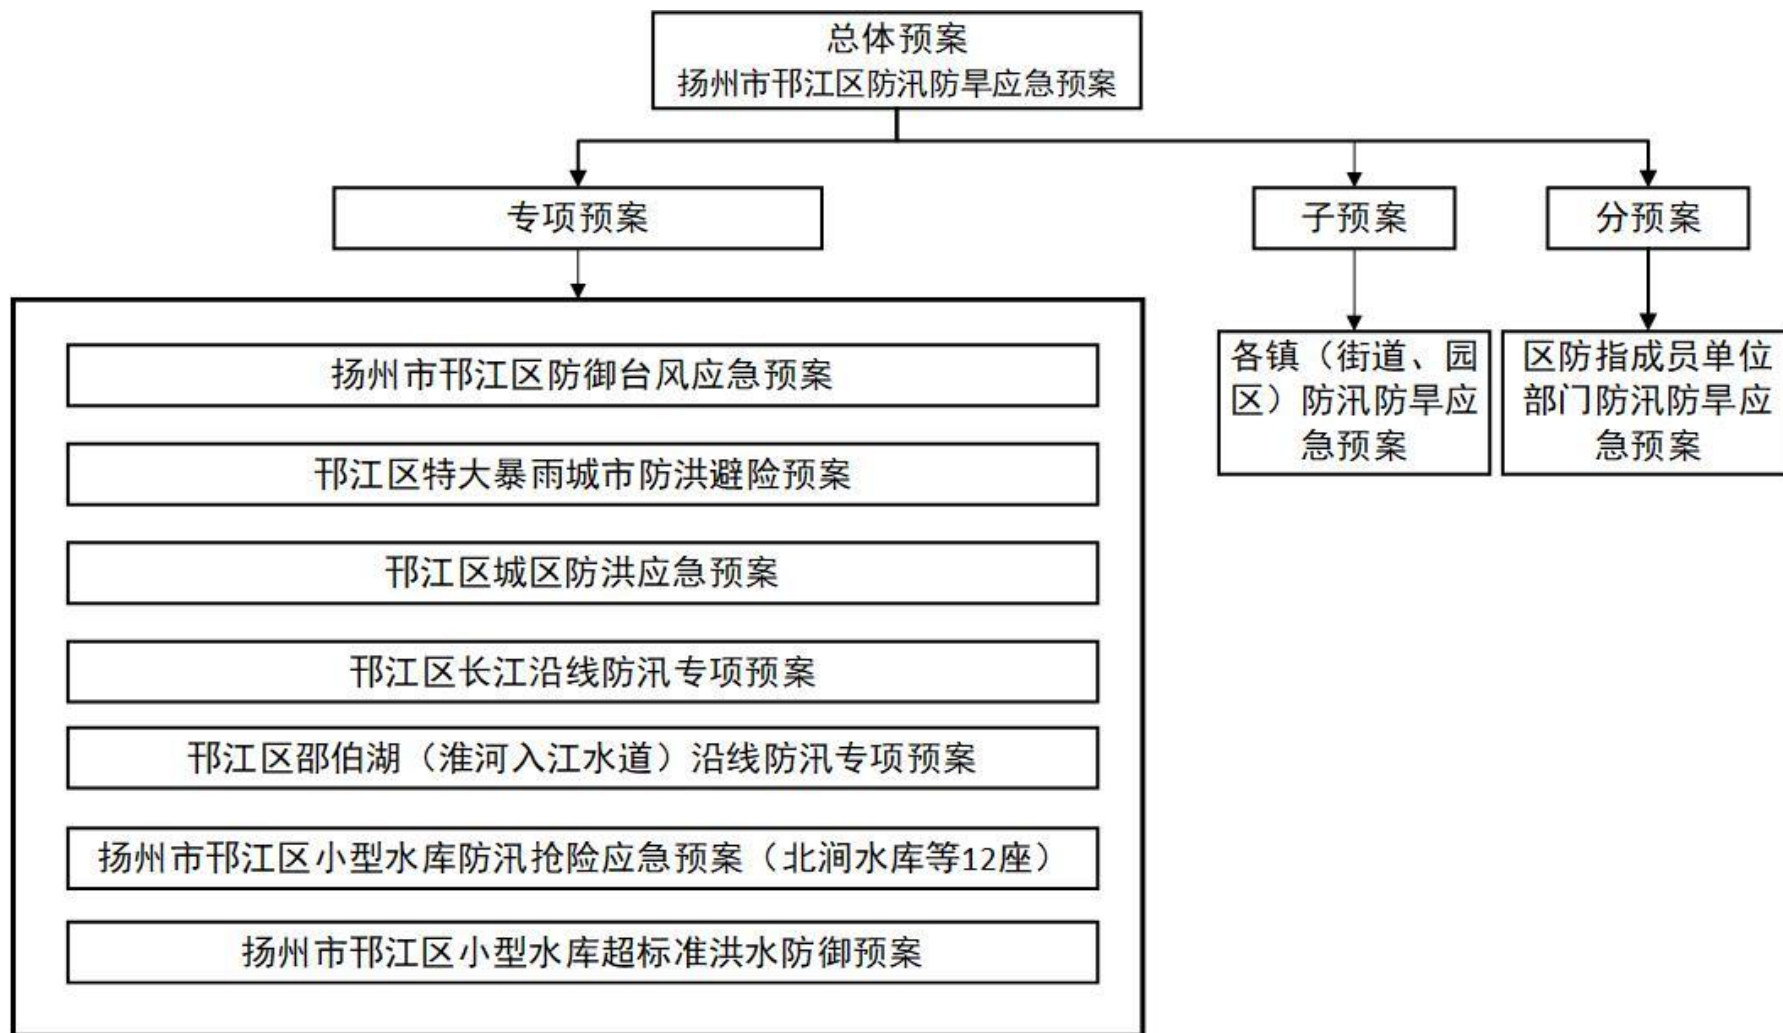 总体预案
扬州市邗江区防汛防旱应急预案
专项预案
子预案
分预案
扬州市邗江区防御台风应急预案
邗江区特大暴雨城市防洪避险预案
邗江区城区防洪应急预案
邗江区长江沿线防汛专项预案
邗江区邵伯湖（淮河入江水道）沿线防汛专项预案
扬州市邗江区小型水库防汛抢险应急预案（北涧水库等12座）
扬州市邗江区小型水库超标准洪水防御预案
各镇（街道、园
区）防汛防旱应
急预案
区防指成员单位
部门防汛防旱应
急预案